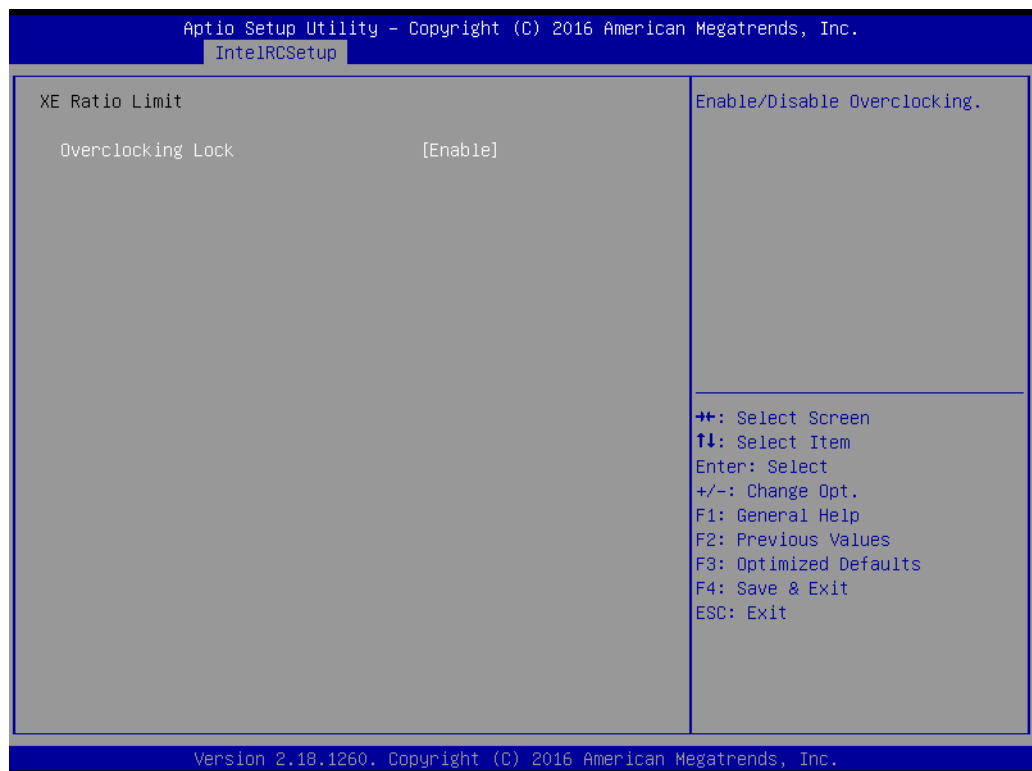 Aptio Setup Utility – Copyright (C) 2016 American Megatrends, Inc.
IntelRCSetup
XE Ratio Limit
Overclocking Lock [Enable]
Enable/Disable Overclocking.
→←: Select Screen
↑↓: Select Item
Enter: Select
+/-: Change Opt.
F1: General Help
F2: Previous Values
F3: Optimized Defaults
F4: Save & Exit
ESC: Exit
Version 2.18.1260. Copyright (C) 2016 American Megatrends, Inc.